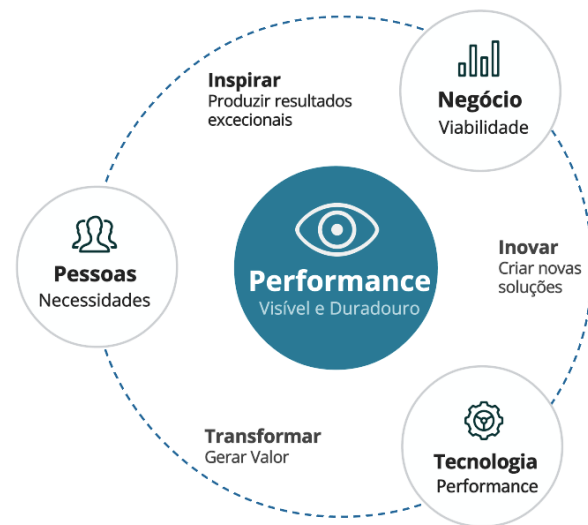 Negócio
Viabilidade
Inspirar
Produzir resultados
excecionais
Pessoas
Necessidades
Performance
Visível e Duradouro
Inovar
Criar novas
soluções
Transformar
Gerar Valor
Tecnologia
Performance